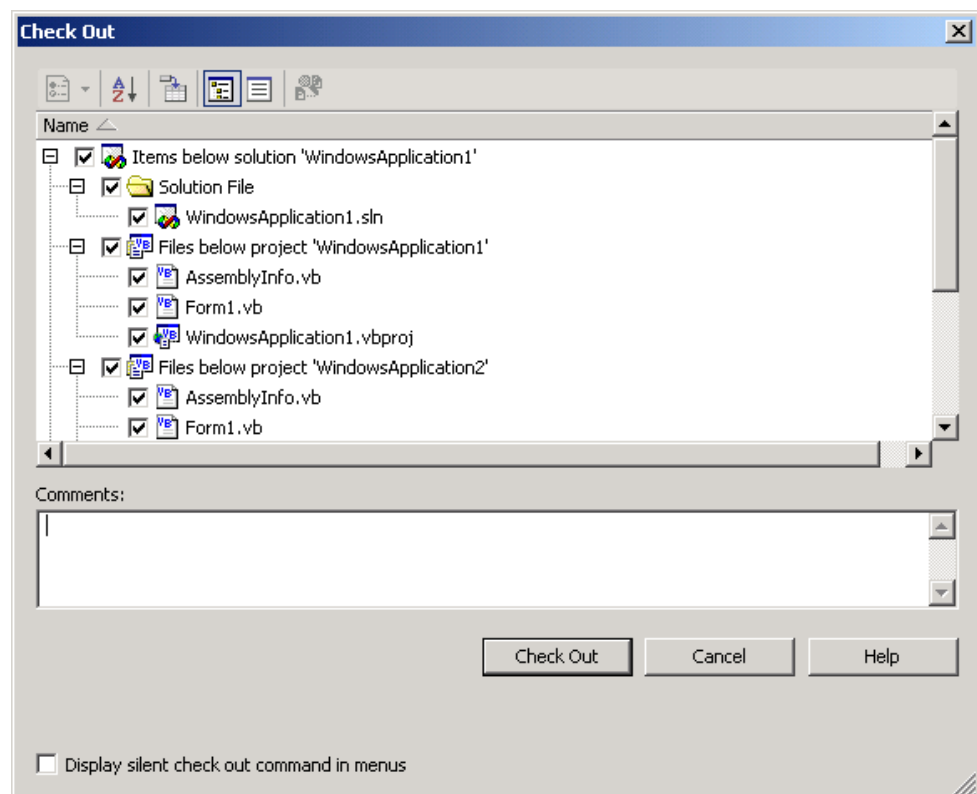 Check Out
Name
Items below solution 'WindowsApplication1'
Solution File
WindowsApplication1.sln
Files below project 'WindowsApplication1'
AssemblyInfo.vb
Form1.vb
WindowsApplication1.vbproj
Files below project 'WindowsApplication2'
AssemblyInfo.vb
Form1.vb
Comments:
Check Out Cancel Help
Display silent check out command in menus